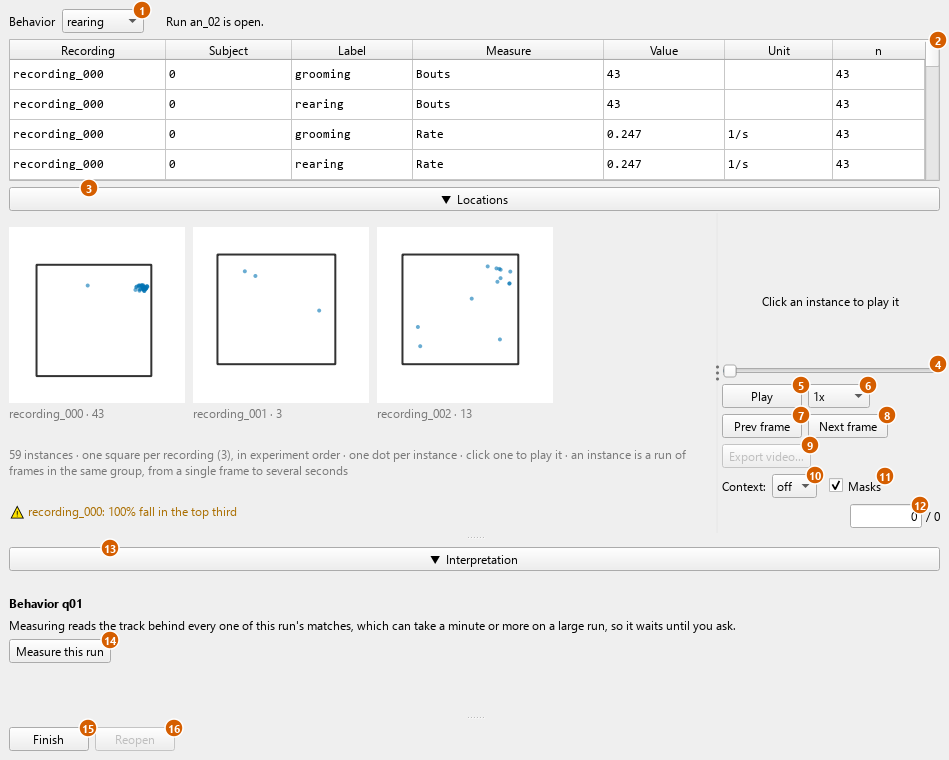 Behavior rearing 1 Run an_02 is open.
2
Recording Subject Label Measure Value Unit n
recording_000 0 grooming Bouts 43 43
recording_000 0 rearing Bouts 43 43
recording_000 0 grooming Rate 0.247 1/s 43
recording_000 0 rearing Rate 0.247 1/s 43
3
▼ Locations
recording_000 · 43
recording_001 · 3
recording_002 · 13
59 instances · one square per recording (3), in experiment order · one dot per instance · click one to play it · an instance is a run of
frames in the same group, from a single frame to several seconds
recording_000: 100% fall in the top third
Click an instance to play it
4
Play 5 1x 6
Prev frame 7 Next frame 8
Export video... 9
Context: off 10 Masks 11
0 / 0 12
13
▼ Interpretation
Behavior q01
Measuring reads the track behind every one of this run's matches, which can take a minute or more on a large run, so it waits until you ask.
Measure this run 14
Finish 15 Reopen 16